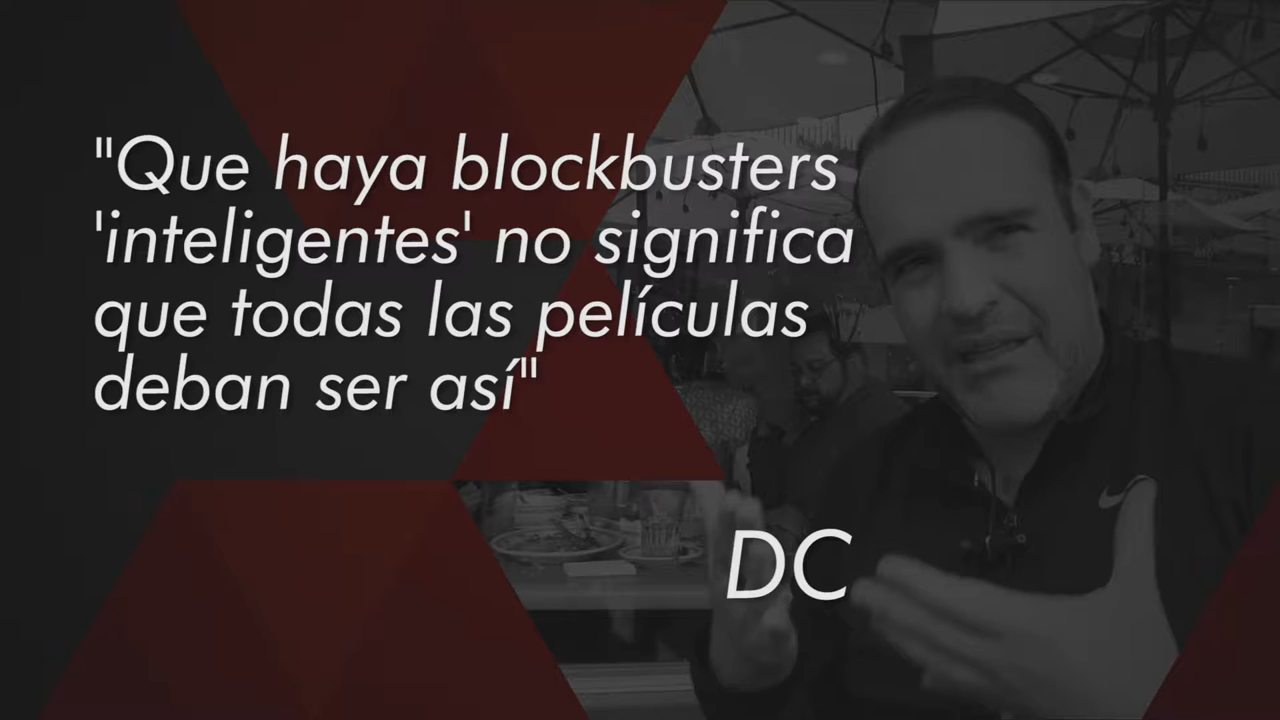 "Que haya blockbusters
'inteligentes' no significa
que todas las películas
deban ser así"
DC